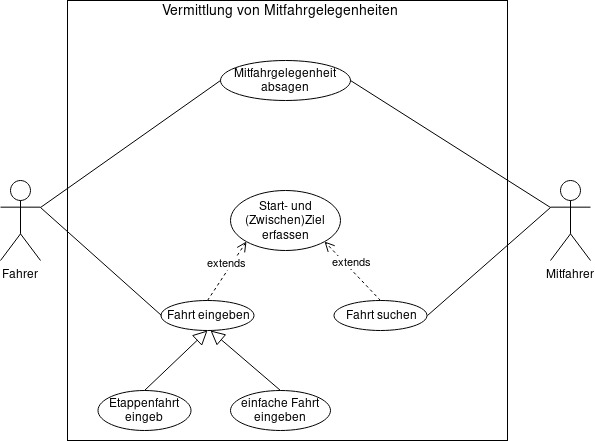 Vermittlung von Mitfahrgelegenheiten
Mitfahrgelegenheit
absagen
Start- und
(Zwischen)Ziel
erfassen
Fahrer
Mitfahrer
extends
extends
Fahrt eingeben
Fahrt suchen
Etappenfahrt
eingeb
einfache Fahrt
eingeben